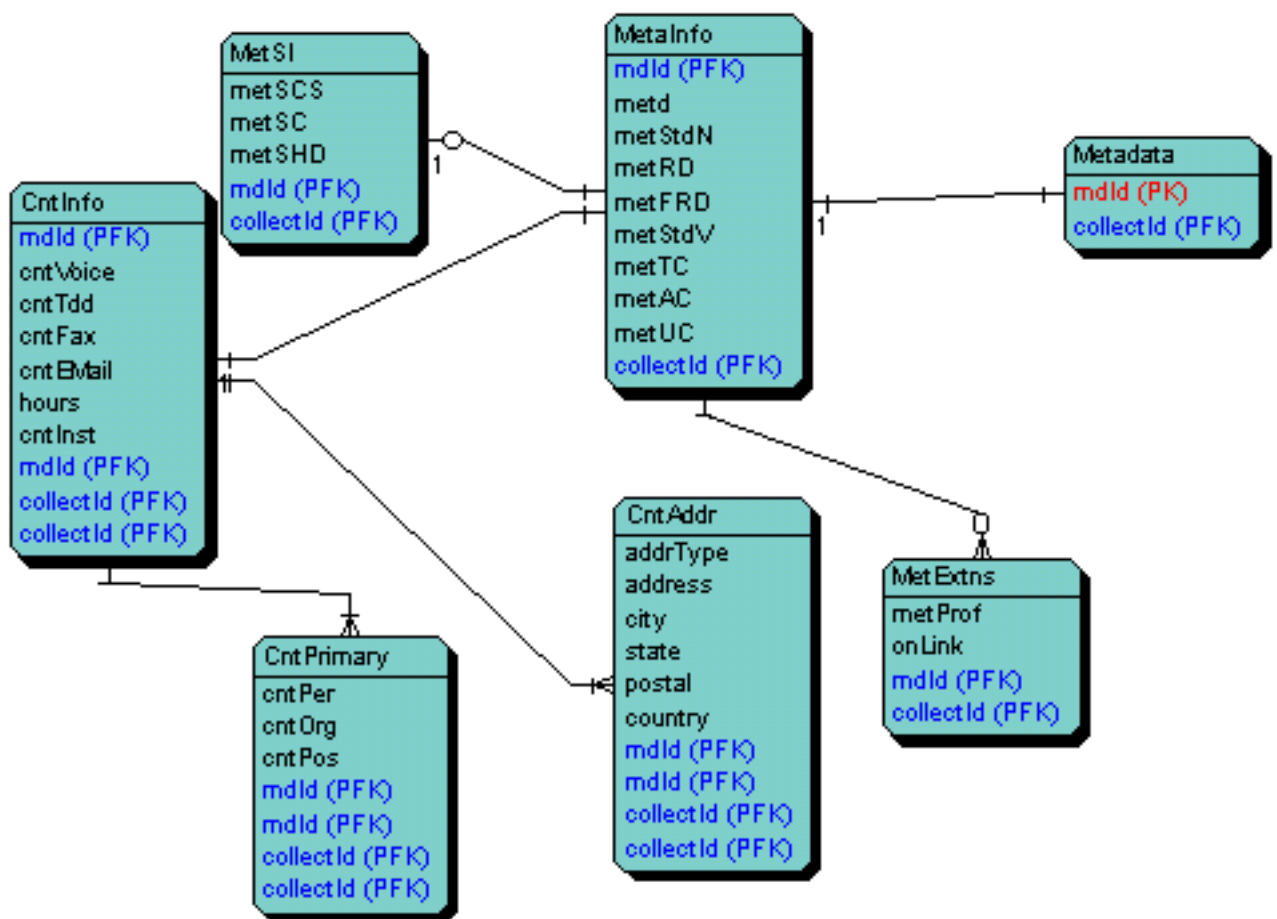 MetSI
metSCS
metSC
metSHD
mdId (PFK)
collectId (PFK)
MetaInfo
mdId (PFK)
metd
metStdN
metRD
metFRD
metStdV
metTC
metAC
metUC
collectId (PFK)
Metadata
mdId (PK)
collectId (PFK)
1
1
CntInfo
mdId (PFK)
cntVoice
cntTdd
cntFax
cntEMail
hours
cntInst
mdId (PFK)
collectId (PFK)
collectId (PFK)
1
CntPrimary
cntPer
cntOrg
cntPos
mdId (PFK)
mdId (PFK)
collectId (PFK)
collectId (PFK)
CntAddr
addrType
address
city
state
postal
country
mdId (PFK)
mdId (PFK)
collectId (PFK)
collectId (PFK)
MetExtns
metProf
onLink
mdId (PFK)
collectId (PFK)